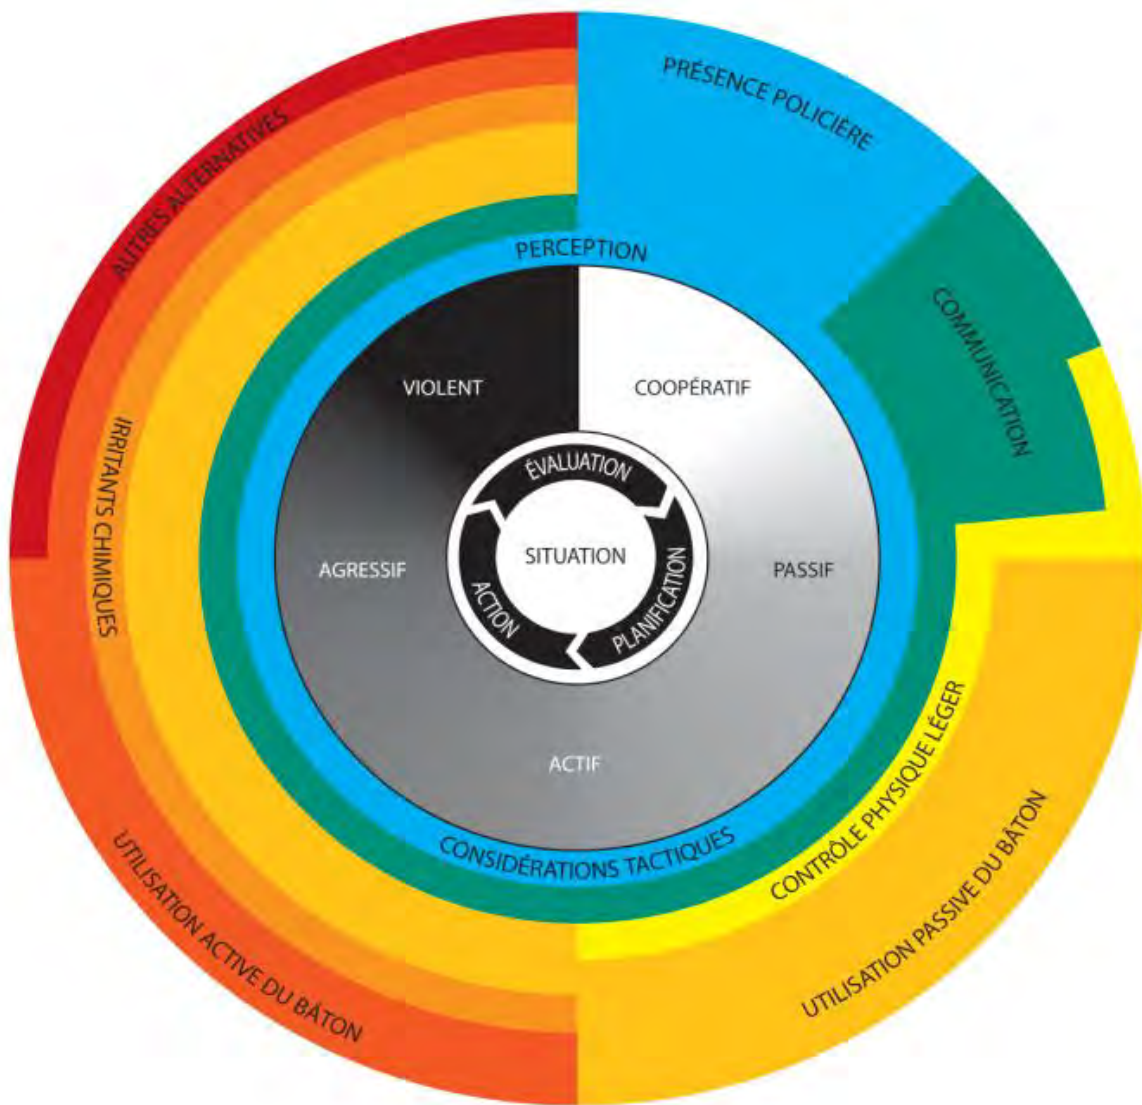 PRÉSENCE POLICIÈRE
AUTRES ALTERNATIVES
PERCEPTION
COMMUNICATION
VIOLENT
COOPÉRATIF
ÉVALUATION
IRRITANTS CHIMIQUES
SITUATION
AGRESSIF
PASSIF
ACTION
PLANIFICATION
ACTIF
CONTRÔLE PHYSIQUE LÉGER
CONSIDÉRATIONS TACTIQUES
UTILISATION ACTIVE DU BÂTON
UTILISATION PASSIVE DU BÂTON